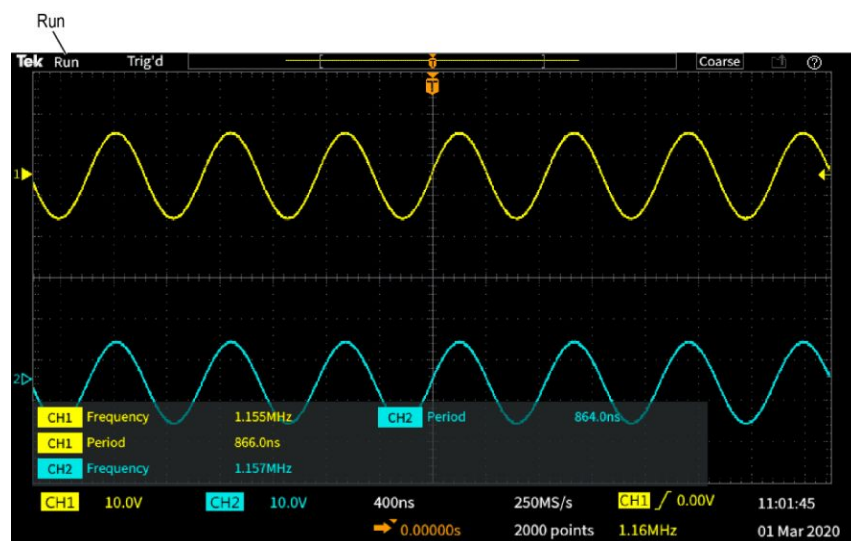 Run
Tek Run Trig'd T Coarse ?
T
1
2
CH1 Frequency 1.155MHz CH2 Period 864.0ns
CH1 Period 866.0ns
CH2 Frequency 1.157MHz
CH1 10.0V CH2 10.0V 400ns 250MS/s CH1 0.00V 11:01:45
0.00000s 2000 points 1.16MHz 01 Mar 2020